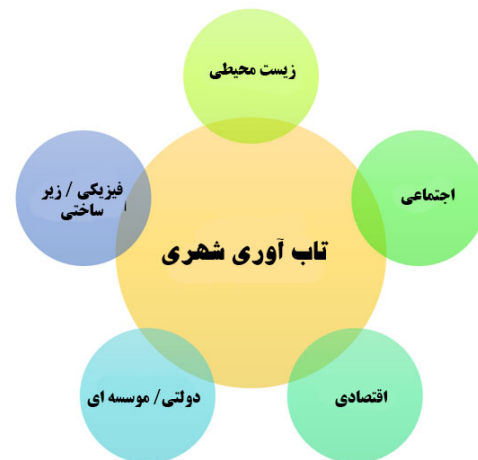 زیست محیطی
اجتماعی
فیزیکی / زیر
ساختی
تاب آوری شهری
اقتصادی
دولتی/ موسسه ای